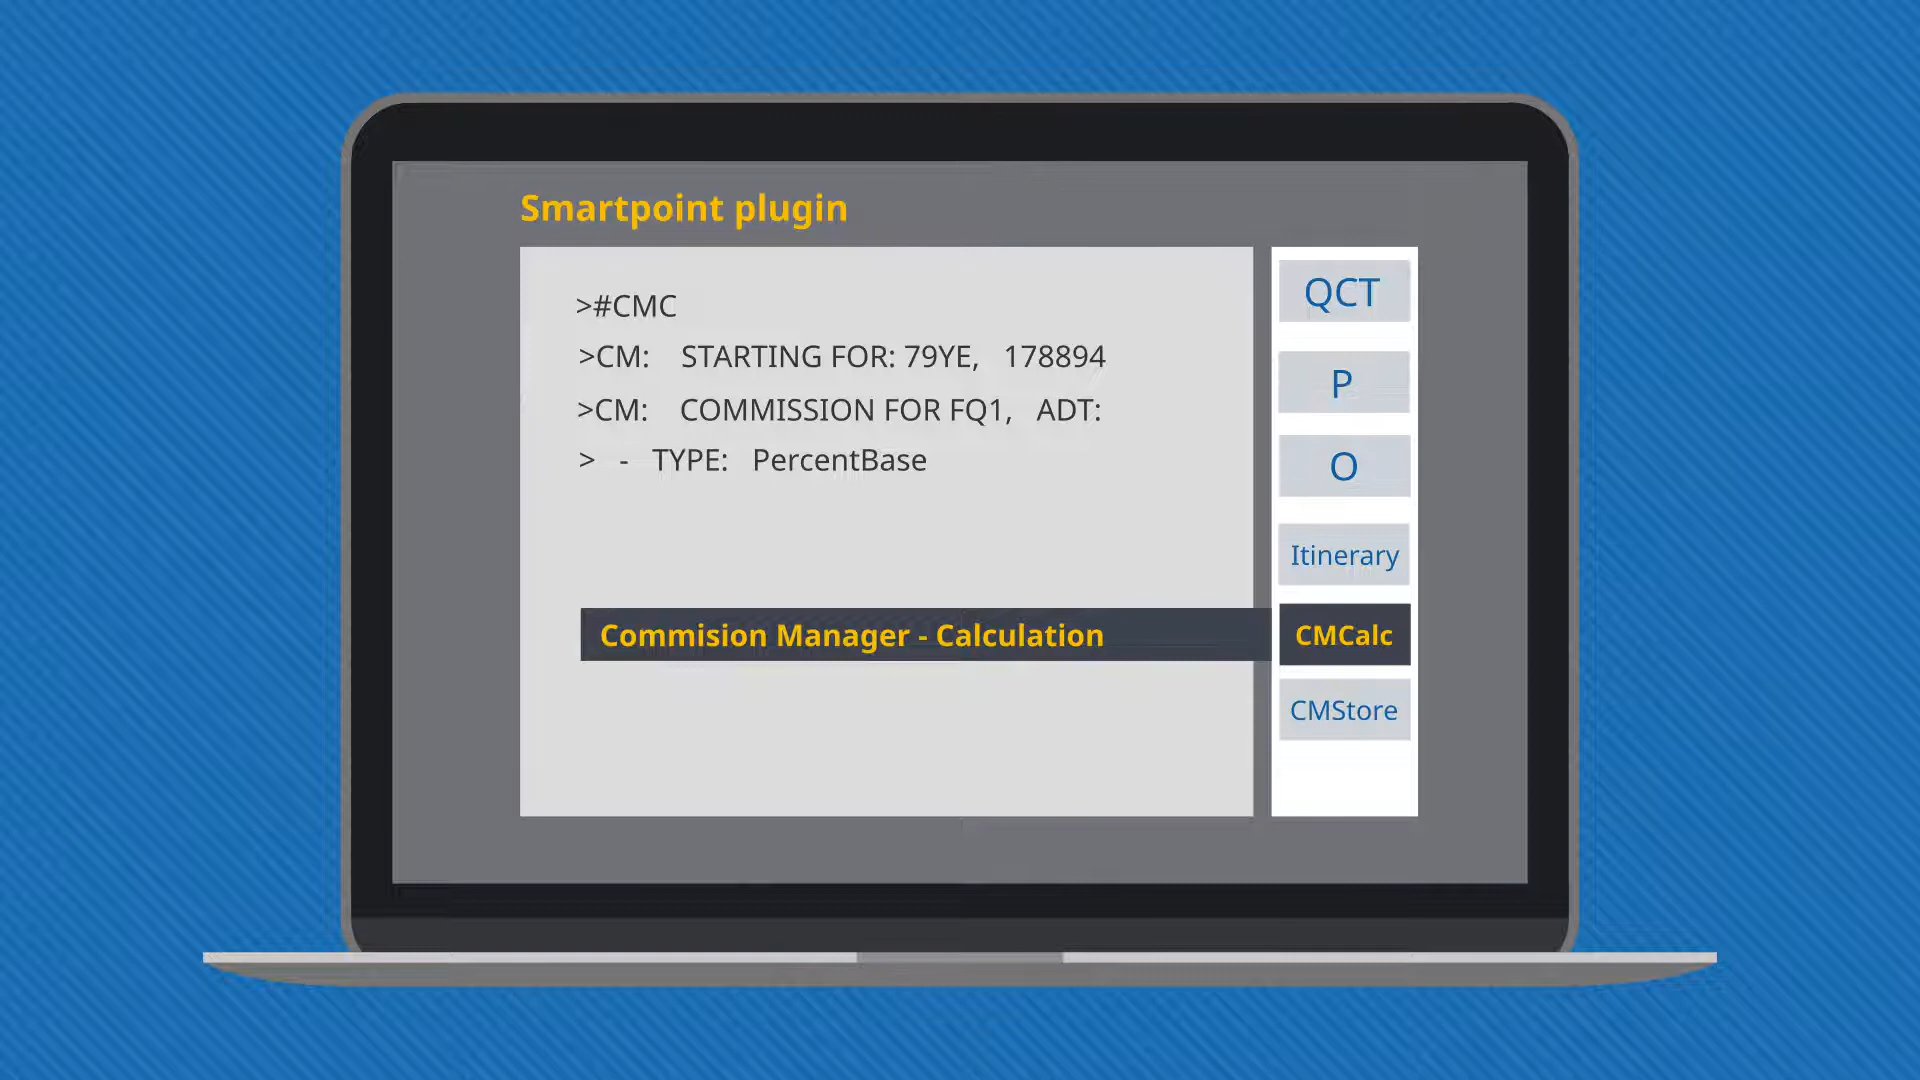 Smartpoint plugin
>#CMC
>CM: STARTING FOR: 79YE, 178894
>CM: COMMISSION FOR FQ1, ADT:
> - TYPE: PercentBase
Commision Manager - Calculation
QCT
P
O
Itinerary
CMCalc
CMStore